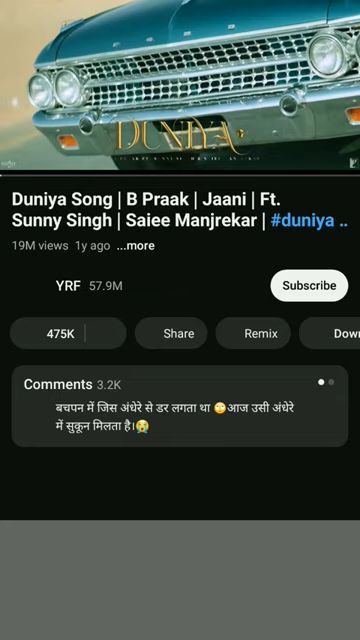 DUNIYA
Duniya Song | B Praak | Jaani | Ft.
Sunny Singh | Saiee Manjrekar | #duniya ..
19M views 1y ago ...more
YRF 57.9M
Subscribe
475K
Share
Remix
Down
Comments 3.2K
बचपन में जिस अंधेरे से डर लगता था 🙄आज उसी अंधेरे
में सुकून मिलता है।😭